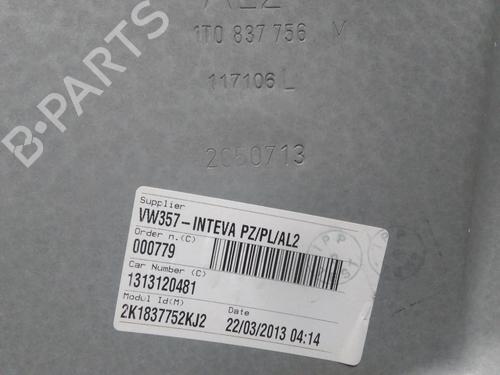 AL2
1T0 837 756 M
117106 L
2050713
Supplier
VW357-INTEVA PZ/PL/AL2
Order n.(C)
000779
Car Number (C)
1313120481
Modul Id(M)
2K1837752KJ2
Date
22/03/2013 04:14
B-PARTS